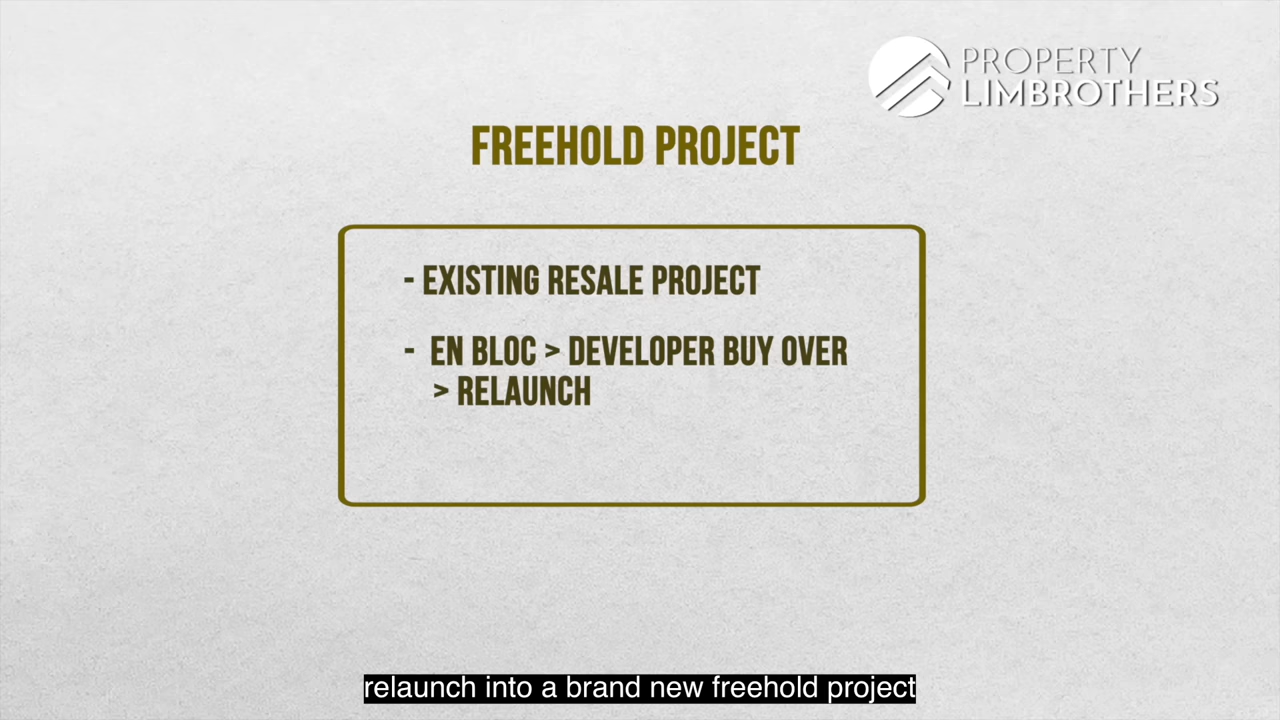 PROPERTY
LIMBROTHERS
FREEHOLD PROJECT
- EXISTING RESALE PROJECT
- EN BLOC > DEVELOPER BUY OVER
> RELAUNCH
relaunch into a brand new freehold project